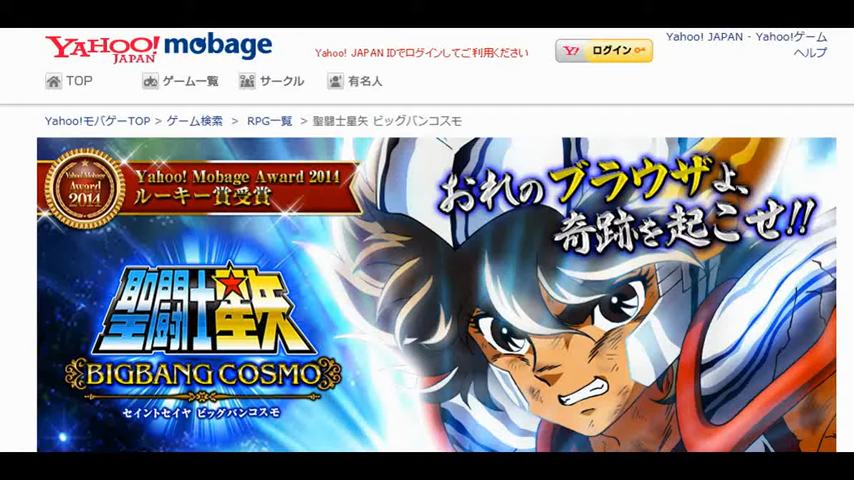 YAHOO! JAPAN mobage
Yahoo! JAPAN IDでログインしてご利用ください
Y! ログイン
Yahoo! JAPAN - Yahoo!ゲーム
ヘルプ
TOP ゲーム一覧 サークル 有名人
Yahoo!モバゲーTOP > ゲーム検索 > RPG一覧 > 聖闘士星矢 ビッグバンコスモ
Yahoo! Mobage
Award
2014
Yahoo! Mobage Award 2014
ルーキー賞受賞
おれのブラウザよ、
奇跡を起こせ!!
聖闘士星矢
BIGBANG COSMO
セイントセイヤ ビッグバンコスモ